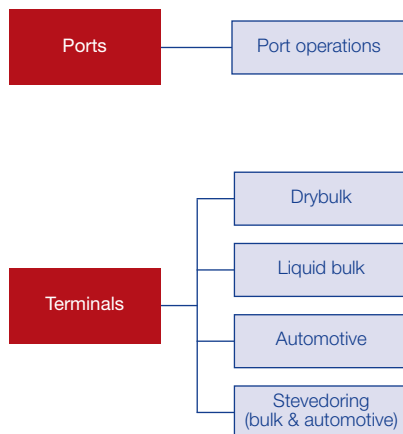 Ports
Port operations
Drybulk
Liquid bulk
Terminals
Automotive
Stevedoring
(bulk & automotive)